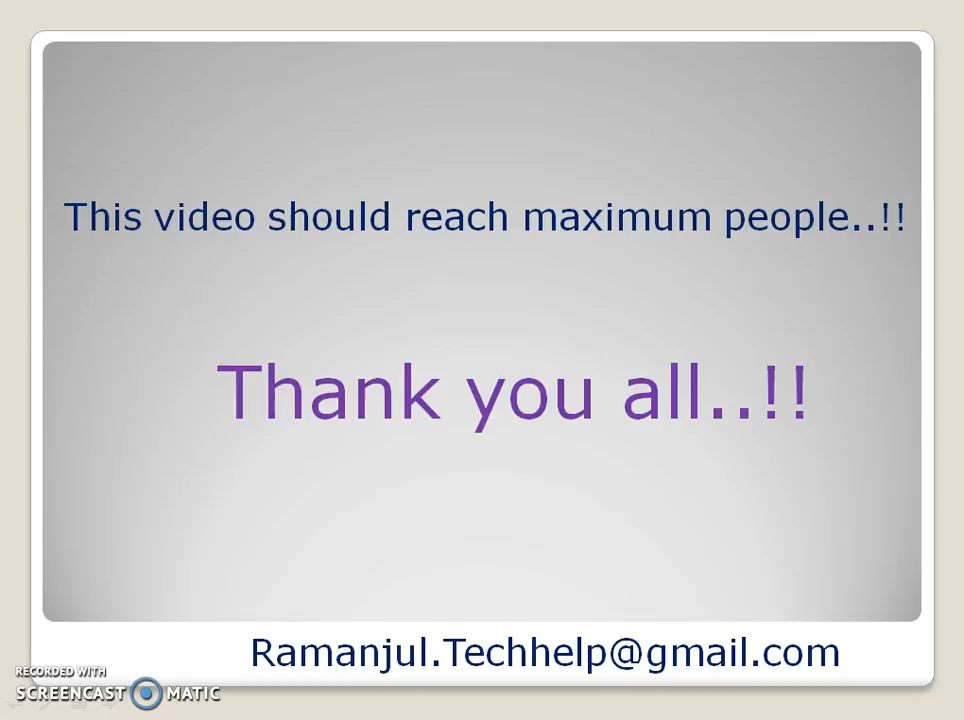 This video should reach maximum people..!!
Thank you all..!!
Ramanjul.Techhelp@gmail.com
RECORDED WITH
SCREENCAST MATIC